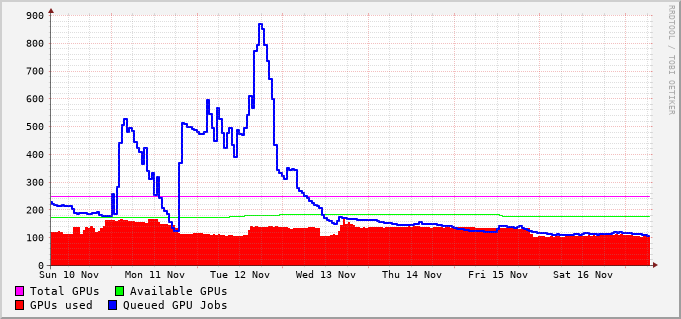 900
800
700
600
500
400
300
200
100
0
Sun 10 Nov Mon 11 Nov Tue 12 Nov Wed 13 Nov Thu 14 Nov Fri 15 Nov Sat 16 Nov
Total GPUs Available GPUs
GPUs used Queued GPU Jobs
RRDTOOL / TOBI OETIKER